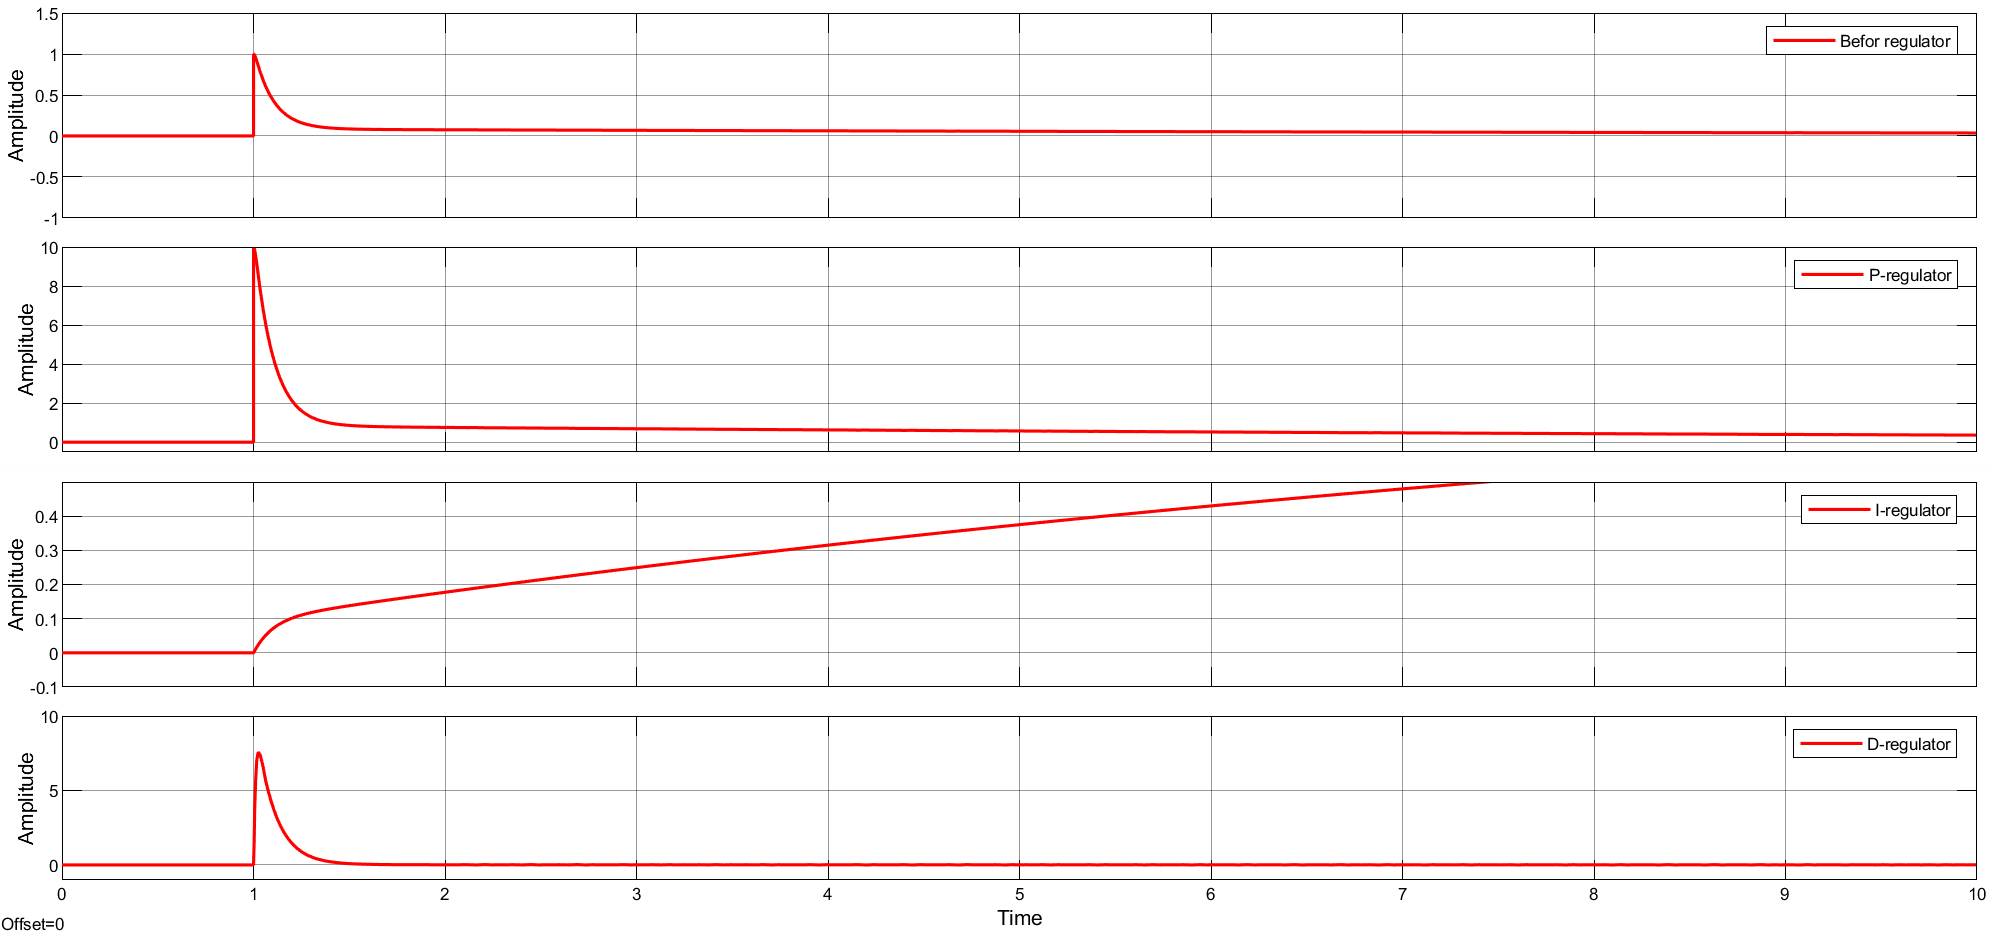 1.5
1
0.5
0
-0.5
-1
Amplitude
Befor regulator
10
8
6
4
2
0
Amplitude
P-regulator
0.4
0.3
0.2
0.1
0
-0.1
Amplitude
I-regulator
10
5
0
Amplitude
D-regulator
0 1 2 3 4 5 6 7 8 9 10
Time
Offset=0